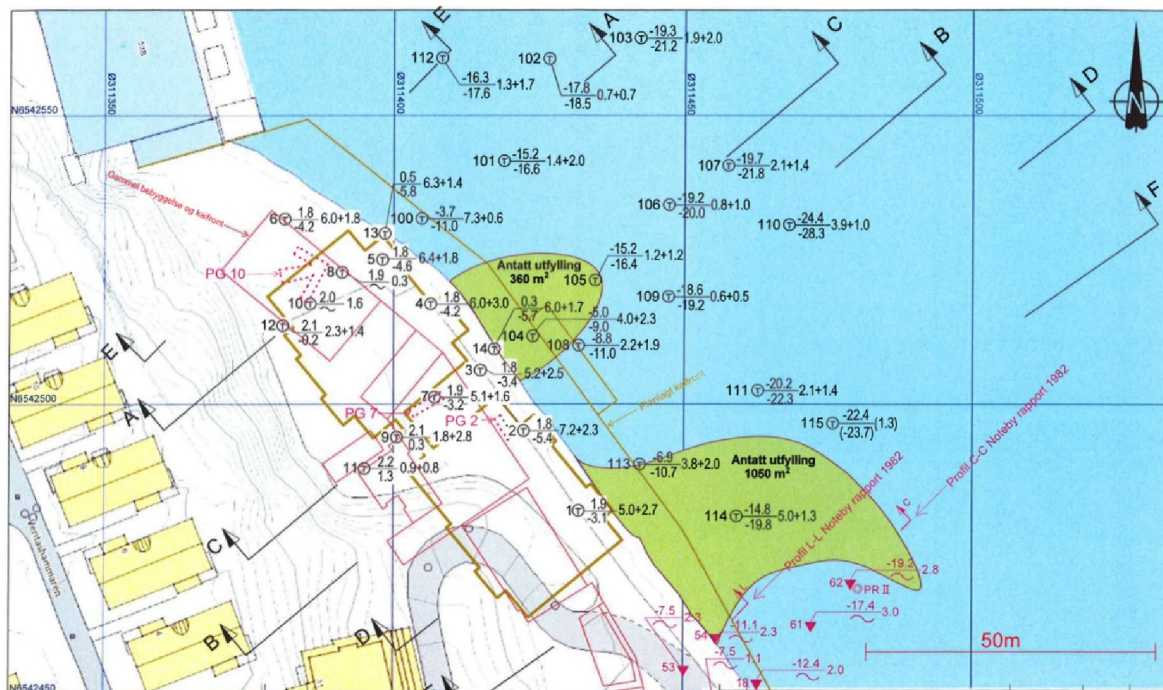 E
A
C
B
D
F
N
Ø311350
Ø311400
Ø311450
Ø311500
N6542550
N6542500
N6542450
103 -19.3 1.9+2.0
-21.2
112
-16.3 1.3+1.7
-17.6
102
-17.8 0.7+0.7
-18.5
101 -15.2 1.4+2.0
-16.6
107 -19.7 2.1+1.4
-21.8
106 -19.2 0.8+1.0
-20.0
110 -24.4 3.9+1.0
-28.3
0.5 6.3+1.4
-5.8
13
100 -3.7 7.3+0.6
-11.0
Gammel bebyggelse og kaifront
6 1.8 6.0+1.8
-4.2
5 1.8 6.4+1.8
-4.6
PG 10
8
1.9 0.3
10 2.0 1.6
4 1.8 6.0+3.0
-4.2
12 2.1 2.3+1.4
-0.2
Antatt utfylling
360 m²
-15.2 1.2+1.2
-16.4
105
0.3 6.0+1.7
-5.7
14
104
-5.0 4.0+2.3
-9.0
108 -8.8 2.2+1.9
-11.0
109 -18.6 0.6+0.5
-19.2
3 1.8 5.2+2.5
-3.4
7 1.9 5.1+1.6
-3.2
PG 7
PG 2
2 1.8 7.2+2.3
-5.4
9 2.1 1.8+2.8
0.3
11 2.2 0.9+0.8
1.3
Planlagt kaifront
111 -20.2 2.1+1.4
-22.3
115 -22.4 (1.3)
(-23.7)
113 -6.9 3.8+2.0
-10.7
Antatt utfylling
1050 m²
1 1.9 5.0+2.7
-3.1
114 -14.8 5.0+1.3
-19.8
Profil C-C Noteby rapport 1982
Profil L-L Noteby rapport 1982
C
L
-19.2 2.8
62
PR II
-17.4 3.0
61
-7.5 2.3
53
54 -11.1 2.3
-7.5 1.1
-12.4 2.0
18
50m
E
A
C
B
D